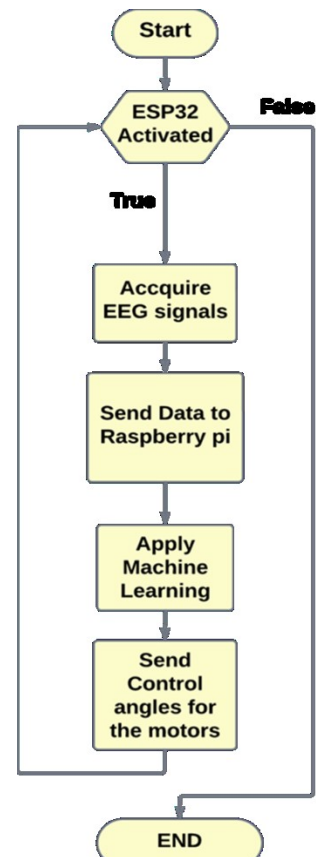 Start
ESP32
Activated
False
True
Accquire
EEG signals
Send Data to
Raspberry pi
Apply
Machine
Learning
Send
Control
angles for
the motors
END